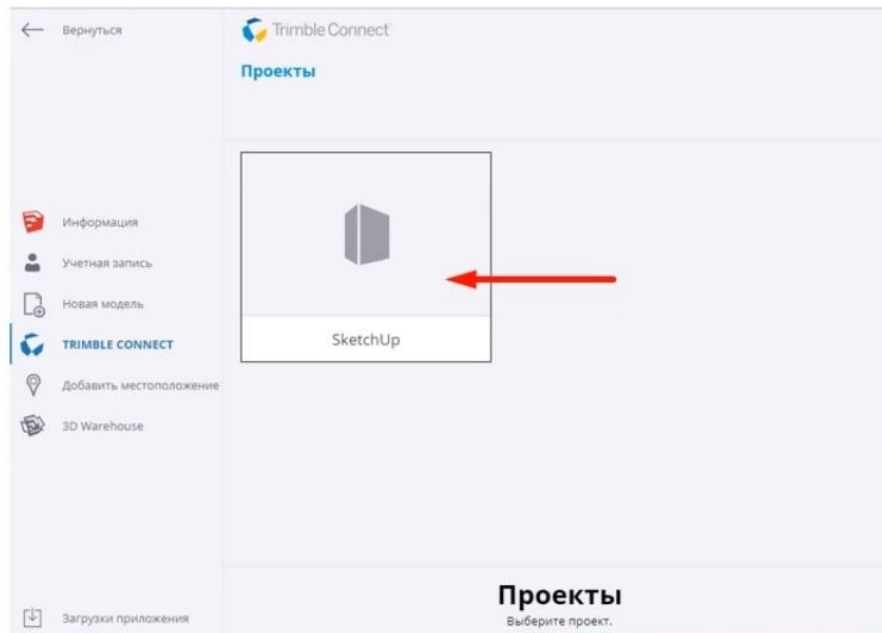 Вернуться
Trimble Connect
Проекты
Информация
Учетная запись
Новая модель
TRIMBLE CONNECT
Добавить местоположение
3D Warehouse
SketchUp
Проекты
Выберите проект.
Загрузки приложения